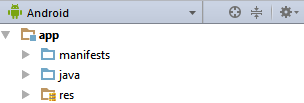 Android
app
manifests
java
res